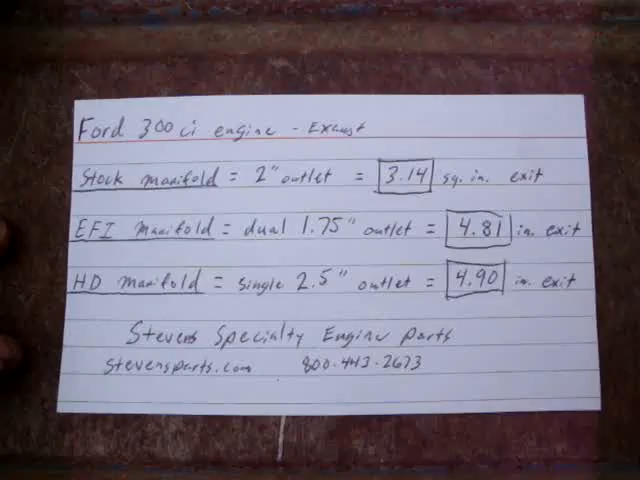 Ford 300 ci engine - Exaust
Stock manifold = 2" outlet = 3.14 sq. in. exit
EFI Manifold = dual 1.75" outlet = 4.81 in. exit
HD manifold = single 2.5" outlet = 4.90 in. exit
Stevens Specialty Engine Parts
stevensparts.com 800-443-2673